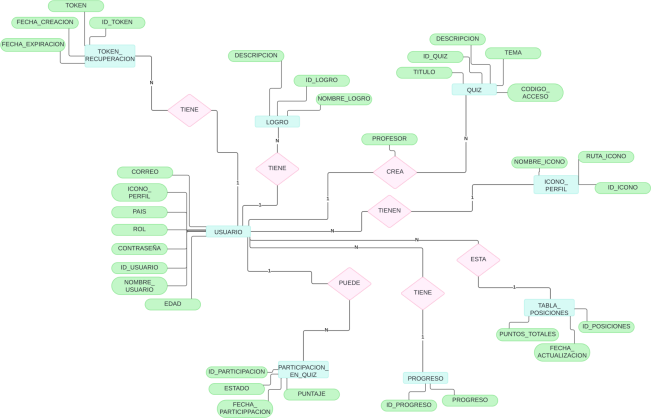 TOKEN
FECHA_CREACION
ID_TOKEN
FECHA_EXPIRACION
TOKEN_
RECUPERACION
N
TIENE
1
DESCRIPCION
ID_LOGRO
NOMBRE_LOGRO
LOGRO
N
TIENE
1
DESCRIPCION
ID_QUIZ
TEMA
TITULO
QUIZ
CODIGO_
ACCESO
N
PROFESOR
CREA
1
NOMBRE_ICONO
RUTA_ICONO
ICONO_
PERFIL
ID_ICONO
1
TIENEN
N
CORREO
ICONO_
PERFIL
PAIS
ROL
CONTRASEÑA
ID_USUARIO
NOMBRE_
USUARIO
EDAD
USUARIO
N
N
ESTA
1
TABLA_
POSICIONES
ID_POSICIONES
PUNTOS_TOTALES
FECHA_
ACTUALIZACION
1
PUEDE
N
PARTICIPACION_
EN_QUIZ
ID_PARTICIPACION
ESTADO
PUNTAJE
FECHA_
PARTICIPPACION
TIENE
1
PROGRESO
ID_PROGRESO
PROGRESO